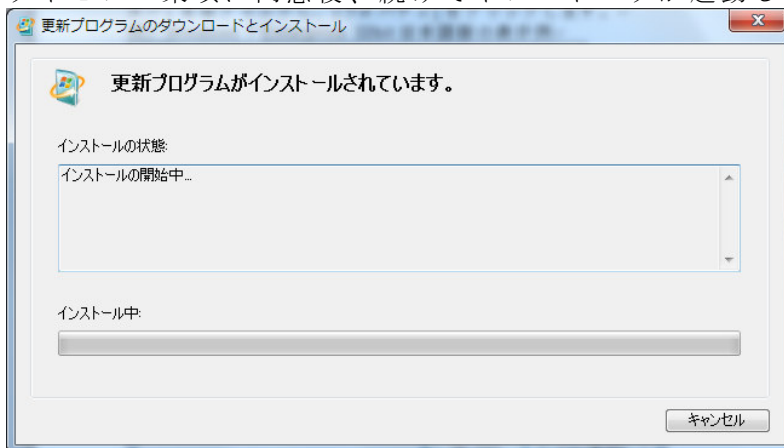 更新プログラムのダウンロードとインストール
更新プログラムがインストールされています。
インストールの状態:
インストールの開始中...
インストール中:
キャンセル